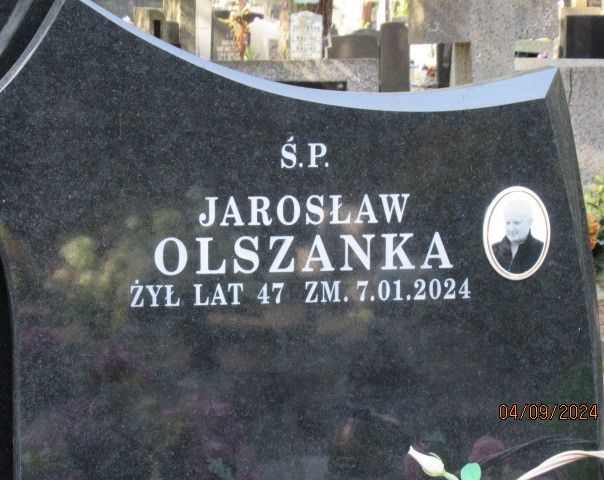 Ś.P.
JAROSŁAW
OLSZANKA
ŻYŁ LAT 47 ZM. 7.01.2024
04/09/2024